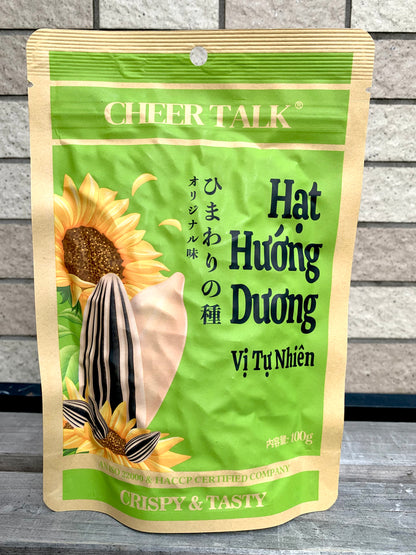 CHEER TALK®
ひまわりの種
オリジナル味
Hạt
Hướng
Dương
Vị Tự Nhiên
内容量: 100g
AN ISO 22000 & HACCP CERTIFIED COMPANY
CRISPY & TASTY